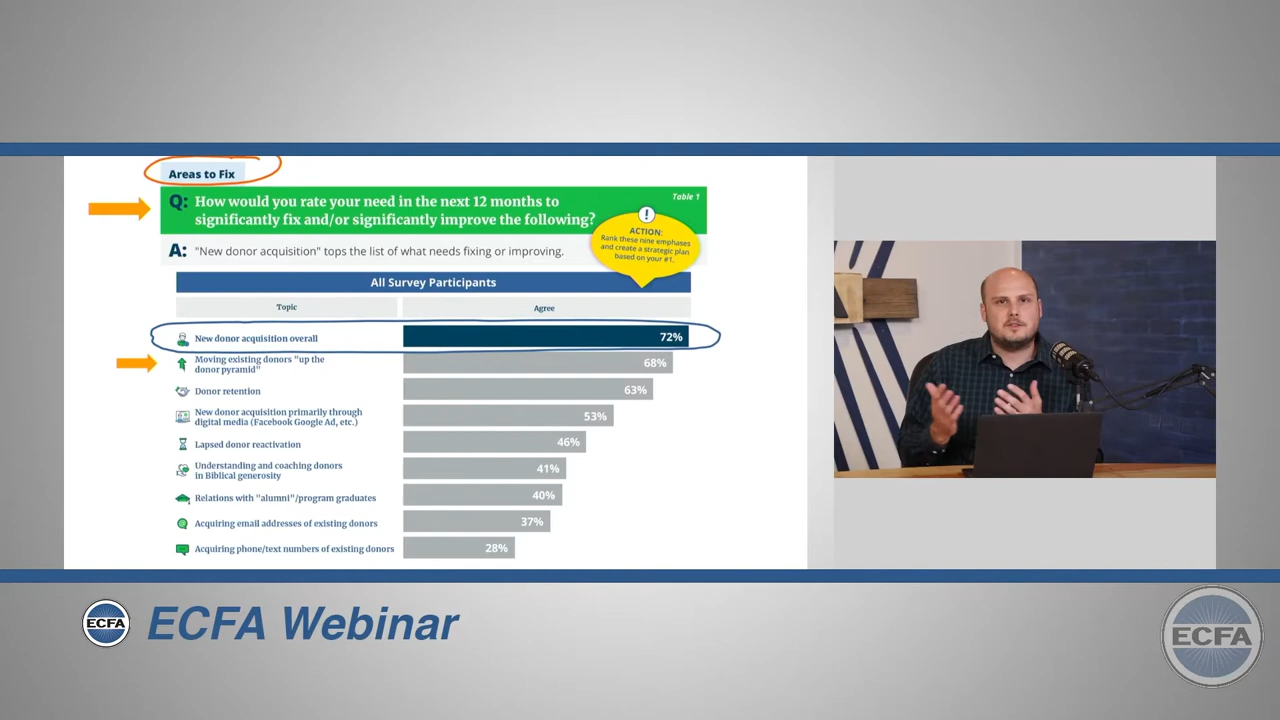 Areas to Fix
Q: How would you rate your need in the next 12 months to
significantly fix and/or significantly improve the following?
Table 1
!
ACTION:
Rank these nine emphases
and create a strategic plan
based on your #1.
A: "New donor acquisition" tops the list of what needs fixing or improving.
All Survey Participants
Topic Agree
New donor acquisition overall 72%
Moving existing donors "up the
donor pyramid" 68%
Donor retention 63%
New donor acquisition primarily through
digital media (Facebook Google Ad, etc.) 53%
Lapsed donor reactivation 46%
Understanding and coaching donors
in Biblical generosity 41%
Relations with "alumni"/program graduates 40%
Acquiring email addresses of existing donors 37%
Acquiring phone/text numbers of existing donors 28%
ECFA ECFA Webinar
ECFA